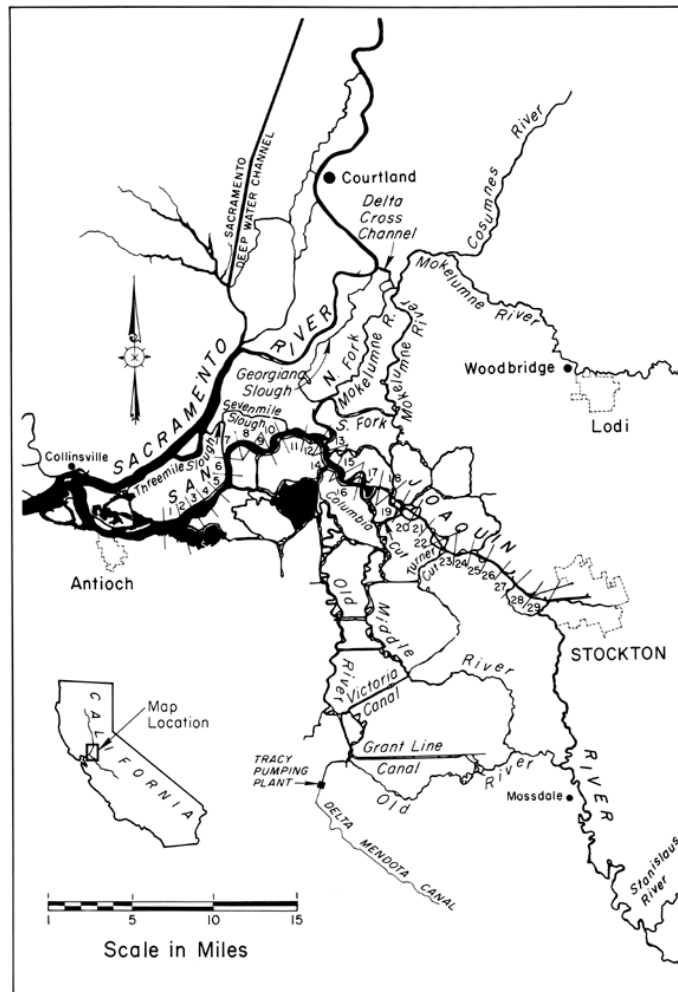 Courtland
Delta
Cross
Channel
SACRAMENTO
DEEP WATER CHANNEL
Cosumnes River
Mokelumne River
Woodbridge
Lodi
SACRAMENTO RIVER
Georgiana
Slough
N. Fork
Mokelumne R.
Mokelumne River
S. Fork
Sevenmile
Slough
Threemile Slough
Collinsville
Antioch
SAN JOAQUIN RIVER
1 2 3 4 5 6 7 8 9 10 11 12 13 14 15 16 17 18 19 20 21 22 23 24 25 26 27 28 29
Columbia
Cut
Turner
Cut
STOCKTON
Old River
Middle River
Victoria
Canal
Grant Line
Canal
Old River
TRACY
PUMPING
PLANT
DELTA MENDOTA CANAL
Mossdale
Stanislaus
River
CALIFORNIA
Map
Location
1 5 10 15
Scale in Miles